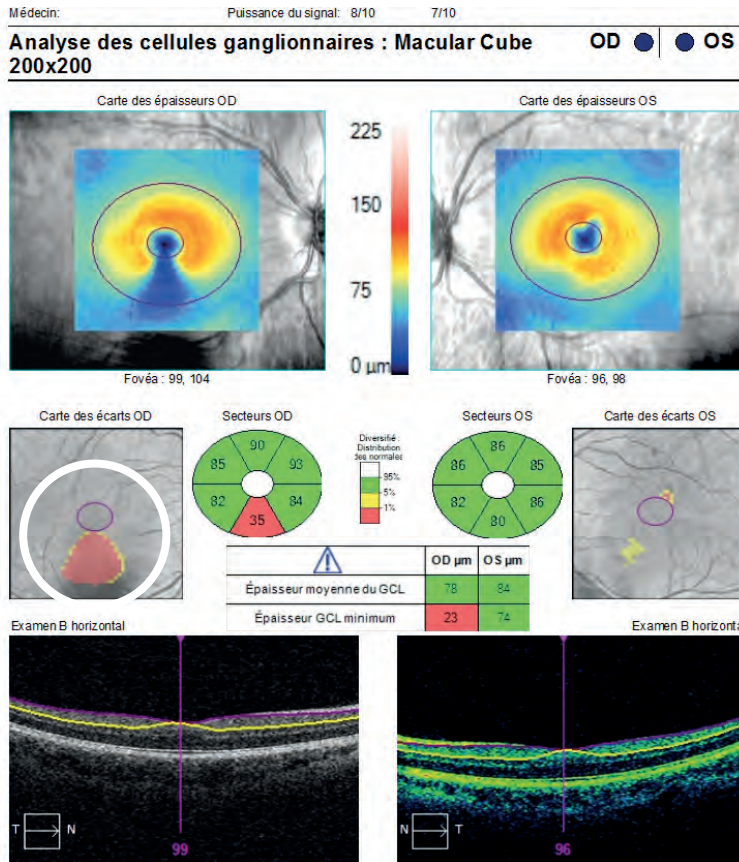 Médecin: Puissance du signal: 8/10 7/10
Analyse des cellules ganglionnaires : Macular Cube
200x200
OD OS
Carte des épaisseurs OD
Carte des épaisseurs OS
225
150
75
0 µm
Fovéa : 99, 104
Fovéa : 96, 98
Carte des écarts OD
Secteurs OD
Secteurs OS
Carte des écarts OS
90
85
93
82
84
35
Diversifié :
Distribution
des normales
95%
5%
1%
86
86
85
82
86
80
OD µm OS µm
Épaisseur moyenne du GCL 78 84
Épaisseur GCL minimum 23 74
Examen B horizontal
Examen B horizonta
T N
99
N T
96